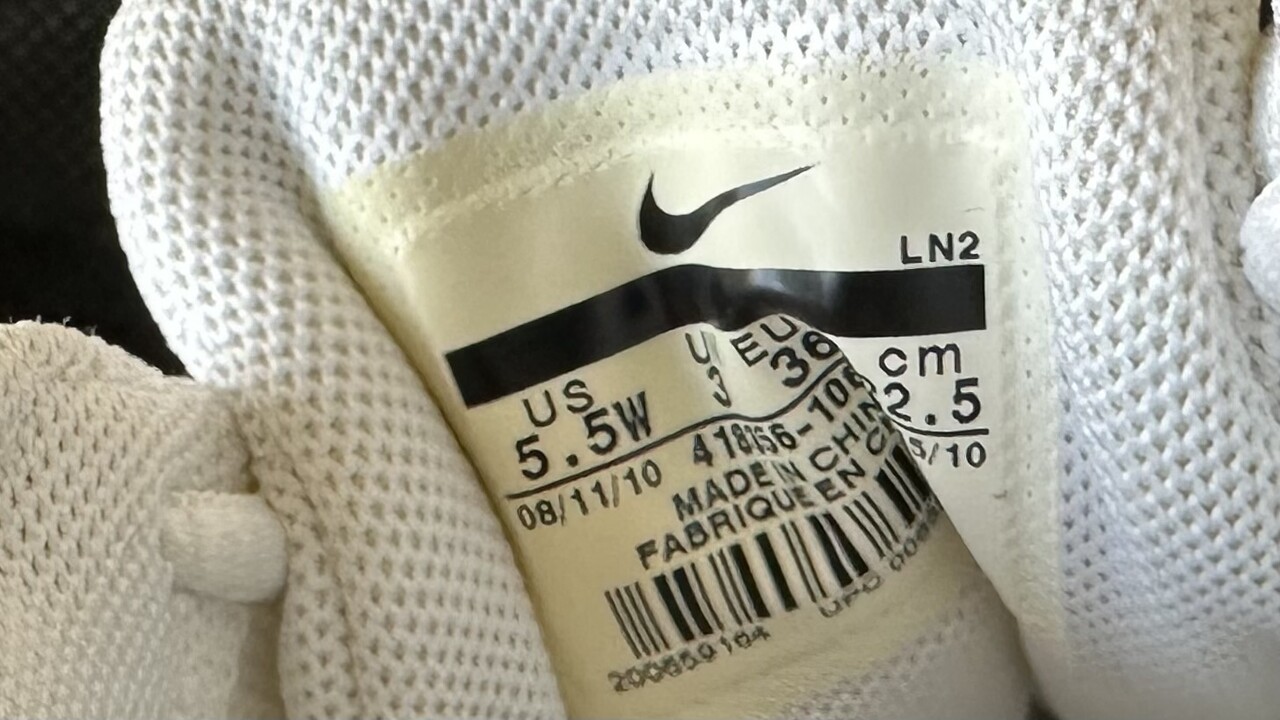 LN2
US EU cm
5.5W 3 36 2.5
08/11/10 5/10
418156-10
MADE IN CHIN
FABRIQUE EN C